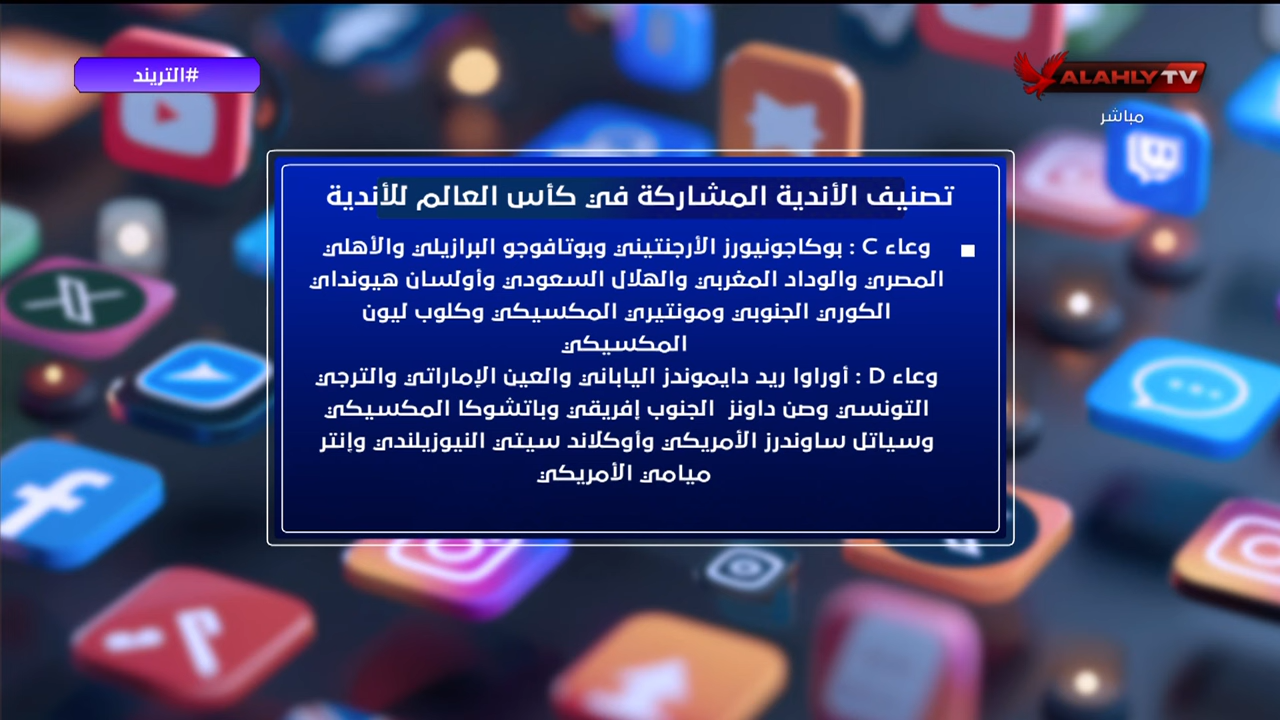 #التريند
ALAHLY TV
مباشر
تصنيف الأندية المشاركة في كأس العالم للأندية
وعاء C : بوكاجونيورز الأرجنتيني وبوتافوجو البرازيلي والأهلي
المصري والوداد المغربي والهلال السعودي وأولسان هيونداي
الكوري الجنوبي ومونتيري المكسيكي وكلوب ليون
المكسيكي
وعاء D : أوراوا ريد دايموندز الياباني والعين الإماراتي والترجي
التونسي وصن داونز الجنوب إفريقي وباتشوكا المكسيكي
وسياتل ساوندرز الأمريكي وأوكلاند سيتي النيوزيلندي وإنتر
ميامي الأمريكي